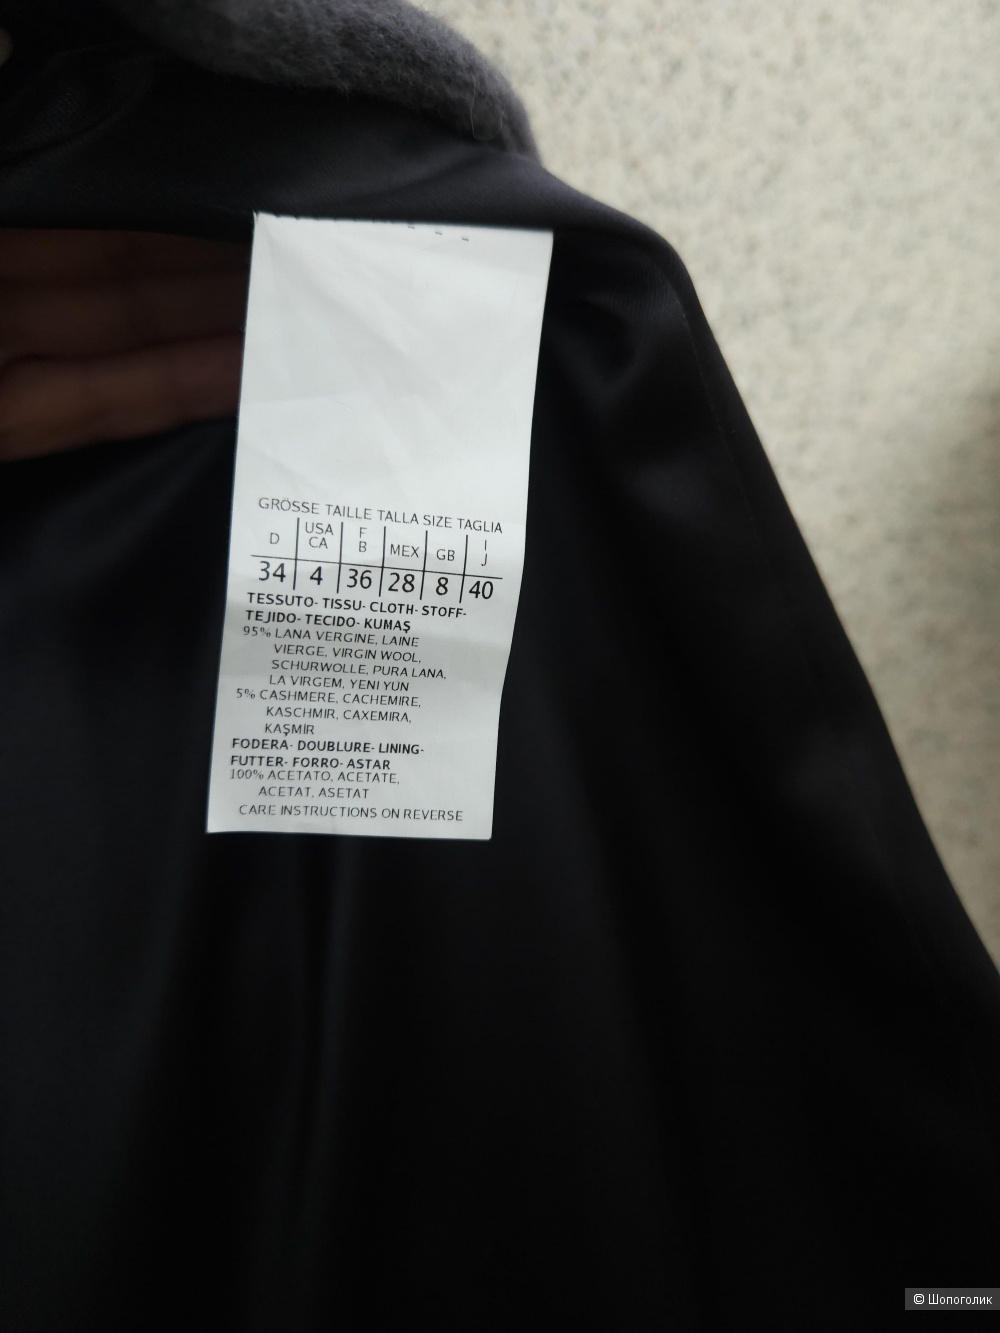 GRÖSSE TAILLE TALLA SIZE TAGLIA
D USA CA F B MEX GB I J
34 4 36 28 8 40
TESSUTO- TISSU- CLOTH- STOFF-
TEJIDO- TECIDO- KUMAŞ
95% LANA VERGINE, LAINE
VIERGE, VIRGIN WOOL,
SCHURWOLLE, PURA LANA,
LA VIRGEM, YENI YUN
5% CASHMERE, CACHEMIRE,
KASCHMIR, CAXEMIRA,
KAŞMİR
FODERA- DOUBLURE- LINING-
FUTTER- FORRO- ASTAR
100% ACETATO, ACETATE,
ACETAT, ASETAT
CARE INSTRUCTIONS ON REVERSE
© Шопоголик